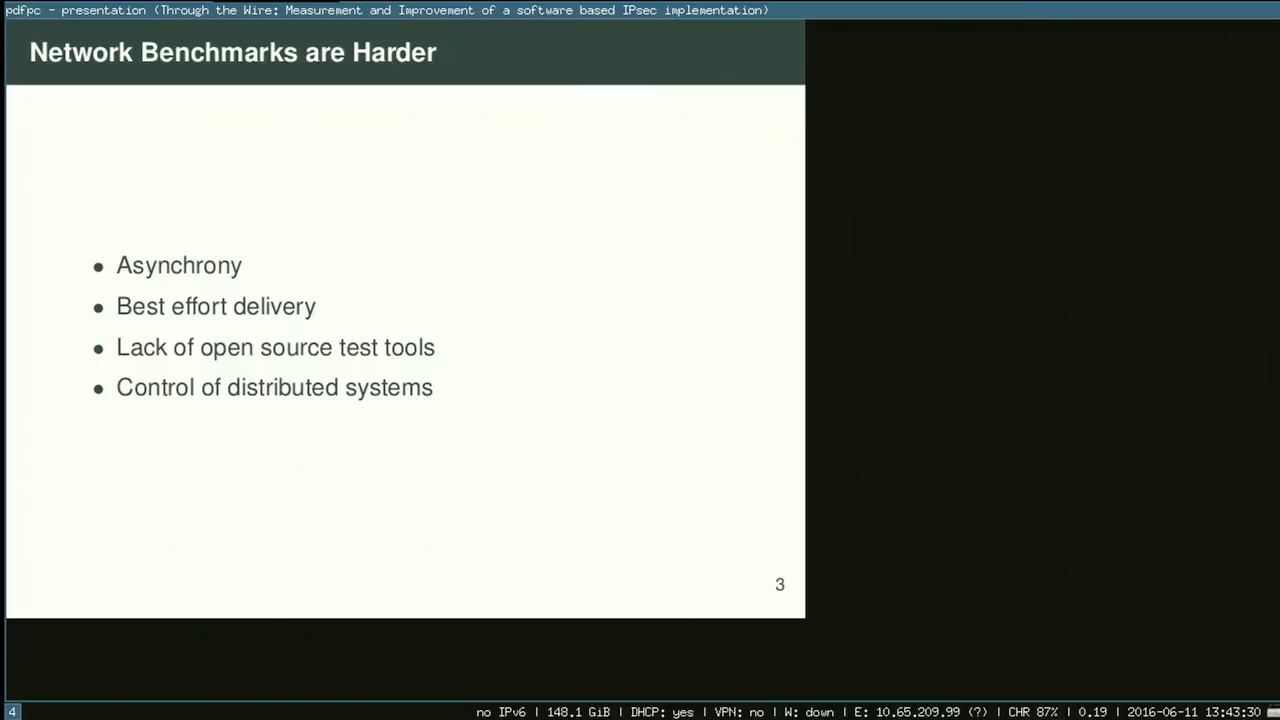 pdfpc - presentation (Through the Wire: Measurement and Improvement of a software based IPsec implementation)
Network Benchmarks are Harder
• Asynchrony
• Best effort delivery
• Lack of open source test tools
• Control of distributed systems
3
4
no IPv6 | 148.1 GiB | DHCP: yes | VPN: no | W: down | E: 10.65.209.99 (?) | CHR 87% | 0.19 | 2016-06-11 13:43:30